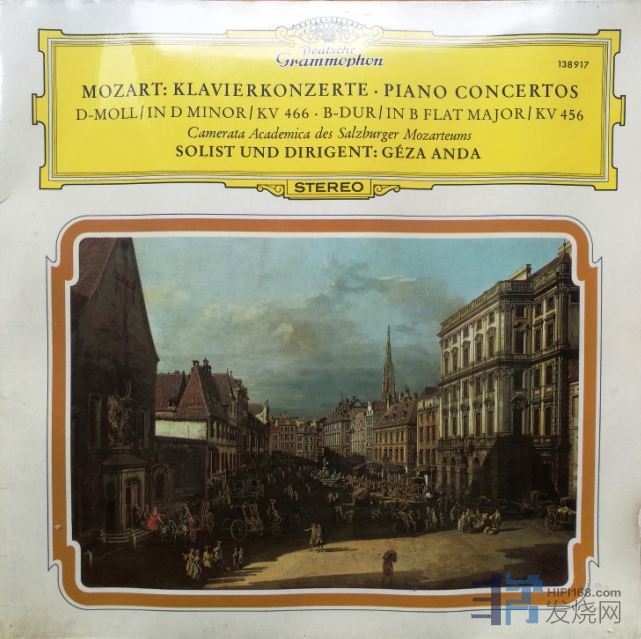 Deutsche
Grammophon
138 917
MOZART: KLAVIERKONZERTE · PIANO CONCERTOS
D-MOLL/IN D MINOR/KV 466 · B-DUR/IN B FLAT MAJOR/KV 456
Camerata Academica des Salzburger Mozarteums
SOLIST UND DIRIGENT: GÉZA ANDA
STEREO
HIFI168.com
发烧网